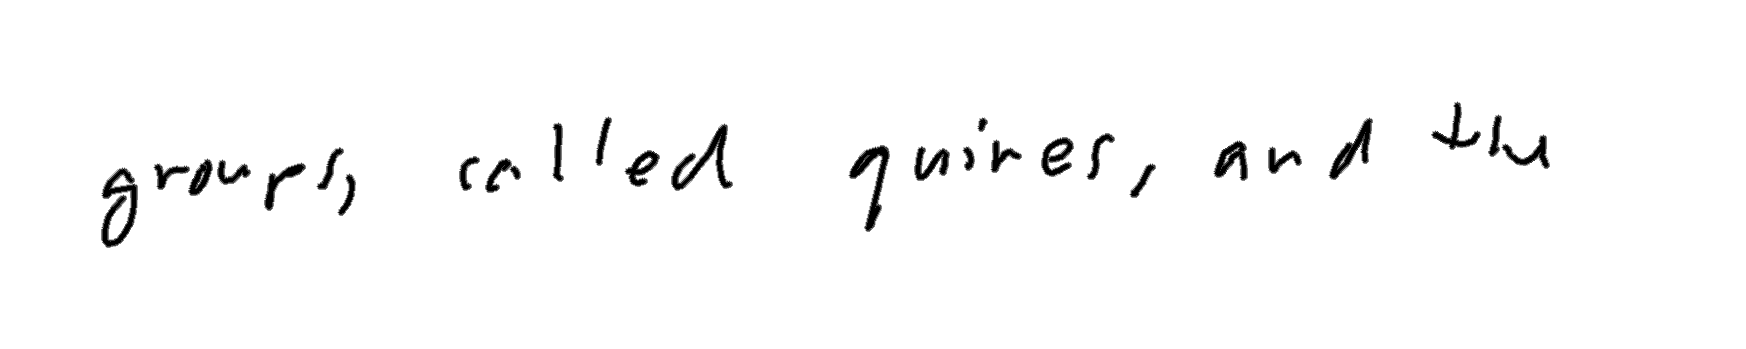 groups, called quires, and the